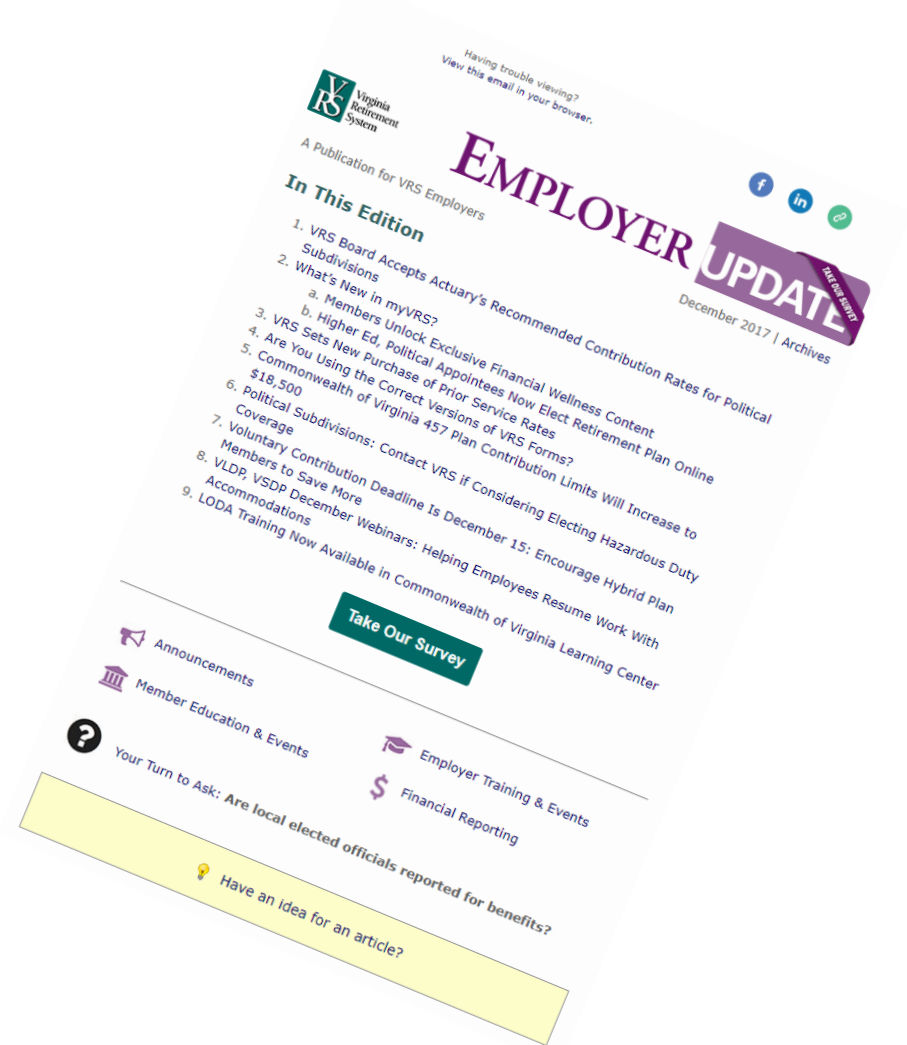 Having trouble viewing?
View this email in your browser.
VRS
Virginia
Retirement
System
A Publication for VRS Employers
EMPLOYER
UPDATE
TAKE OUR SURVEY
December 2017 | Archives
In This Edition
1. VRS Board Accepts Actuary's Recommended Contribution Rates for Political
Subdivisions
2. What's New in myVRS?
a. Members Unlock Exclusive Financial Wellness Content
b. Higher Ed, Political Appointees Now Elect Retirement Plan Online
3. VRS Sets New Purchase of Prior Service Rates
4. Are You Using the Correct Versions of VRS Forms?
5. Commonwealth of Virginia 457 Plan Contribution Limits Will Increase to
$18,500
6. Political Subdivisions: Contact VRS if Considering Electing Hazardous Duty
Coverage
7. Voluntary Contribution Deadline Is December 15: Encourage Hybrid Plan
Members to Save More
8. VLDP, VSDP December Webinars: Helping Employees Resume Work With
Accommodations
9. LODA Training Now Available in Commonwealth of Virginia Learning Center
Take Our Survey
Announcements
Member Education & Events
Employer Training & Events
$ Financial Reporting
? Your Turn to Ask: Are local elected officials reported for benefits?
Have an idea for an article?